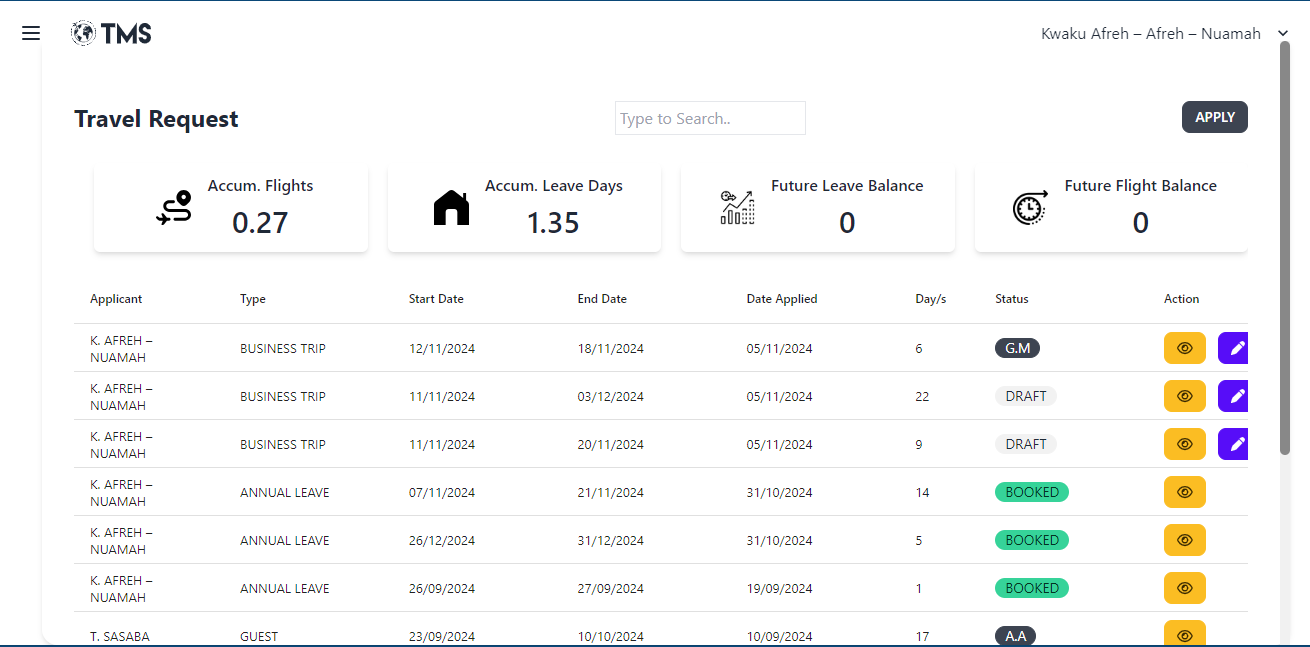 TMS
Kwaku Afreh – Afreh – Nuamah
Travel Request
Type to Search..
APPLY
Accum. Flights
0.27
Accum. Leave Days
1.35
Future Leave Balance
0
Future Flight Balance
0
Applicant Type Start Date End Date Date Applied Day/s Status Action
K. AFREH –
NUAMAH
BUSINESS TRIP 12/11/2024 18/11/2024 05/11/2024 6 G.M
K. AFREH –
NUAMAH
BUSINESS TRIP 11/11/2024 03/12/2024 05/11/2024 22 DRAFT
K. AFREH –
NUAMAH
BUSINESS TRIP 11/11/2024 20/11/2024 05/11/2024 9 DRAFT
K. AFREH –
NUAMAH
ANNUAL LEAVE 07/11/2024 21/11/2024 31/10/2024 14 BOOKED
K. AFREH –
NUAMAH
ANNUAL LEAVE 26/12/2024 31/12/2024 31/10/2024 5 BOOKED
K. AFREH –
NUAMAH
ANNUAL LEAVE 26/09/2024 27/09/2024 19/09/2024 1 BOOKED
T. SASABA GUEST 23/09/2024 10/10/2024 10/09/2024 17 A.A